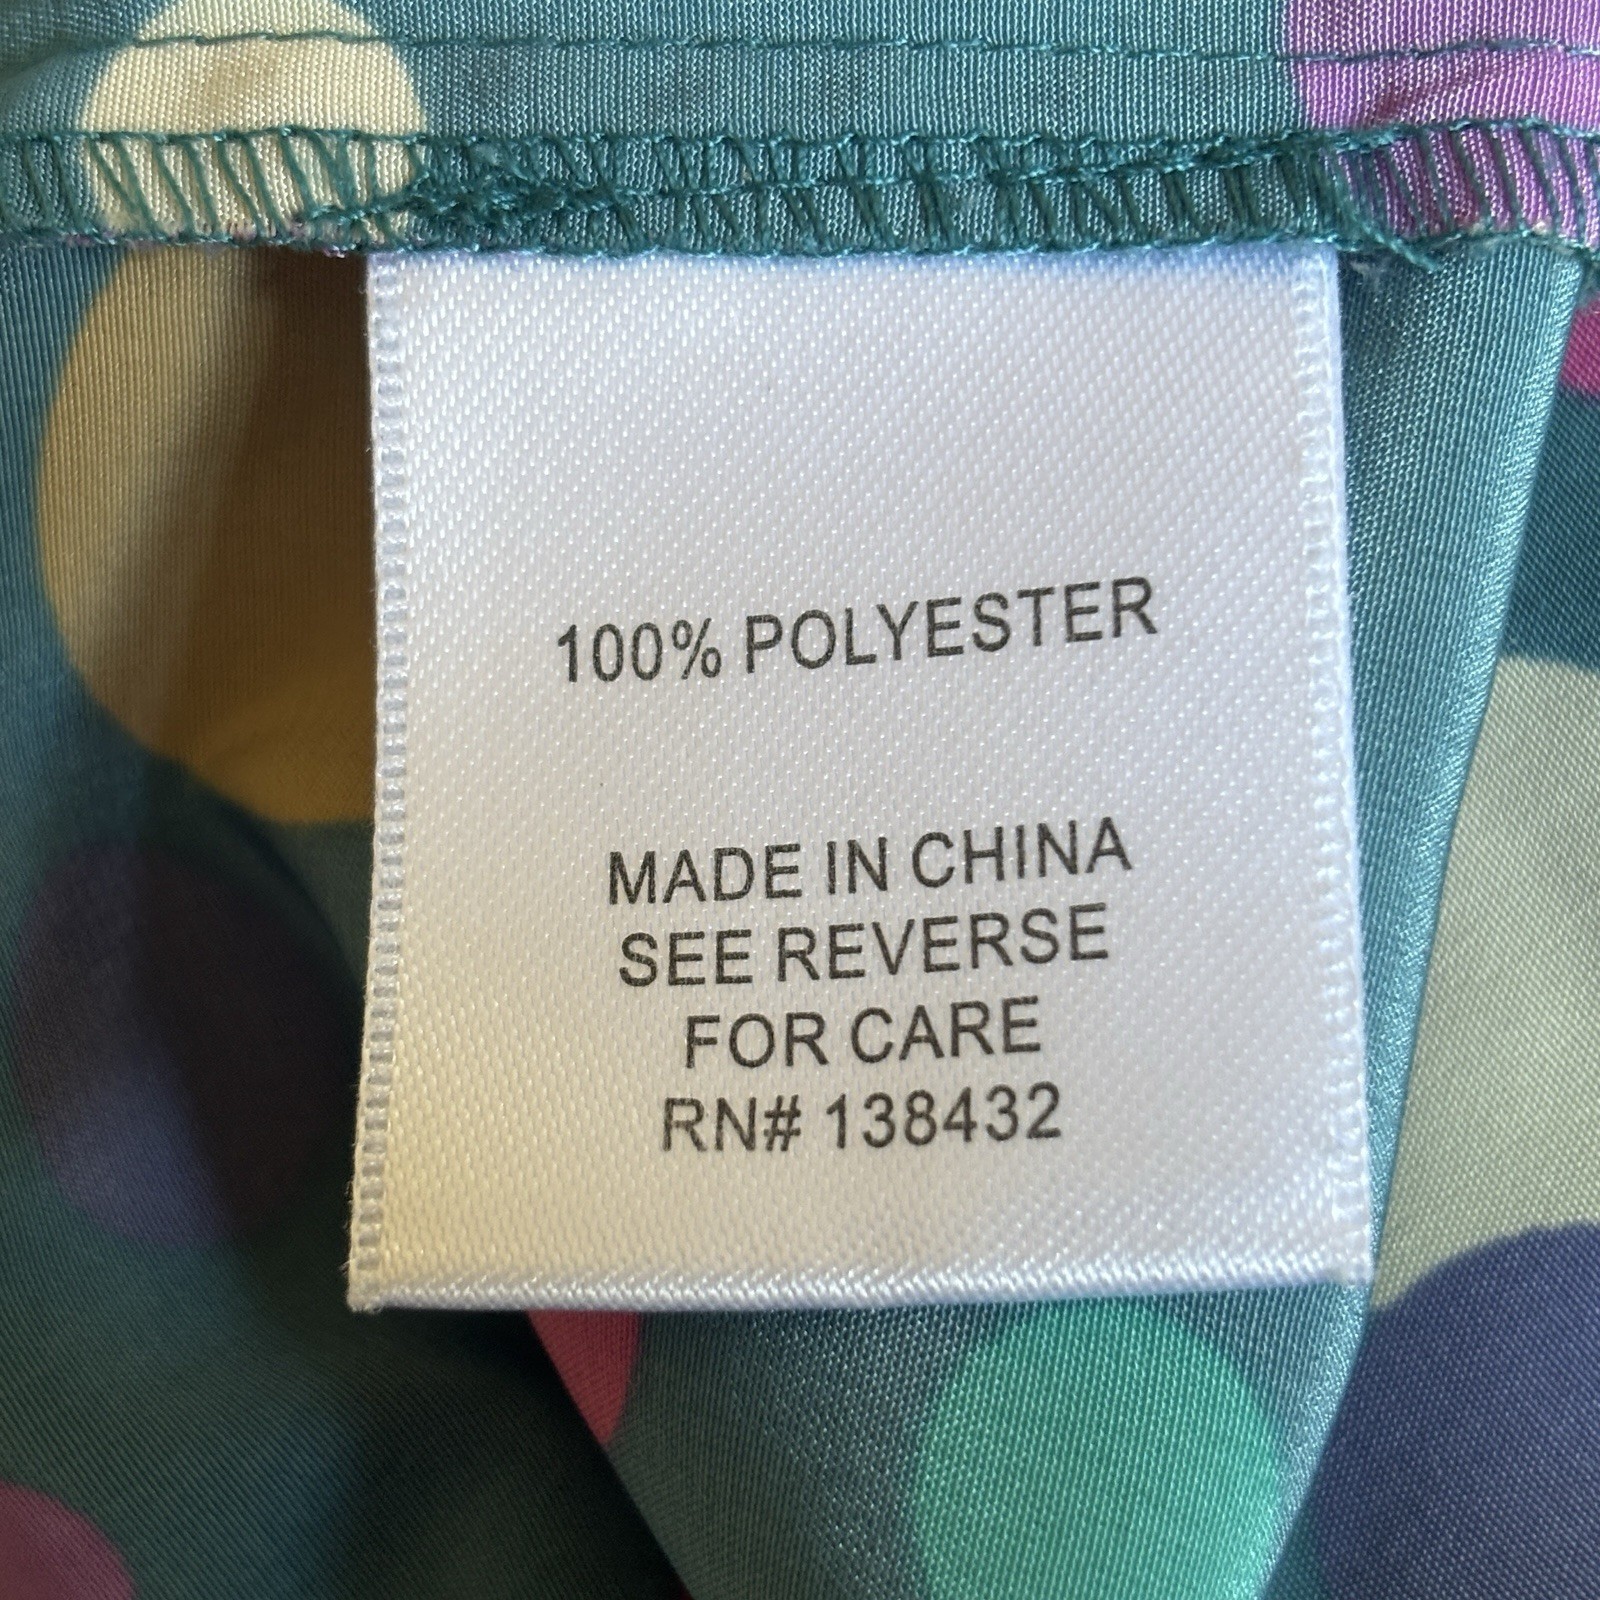 100% POLYESTER
MADE IN CHINA
SEE REVERSE
FOR CARE
RN# 138432